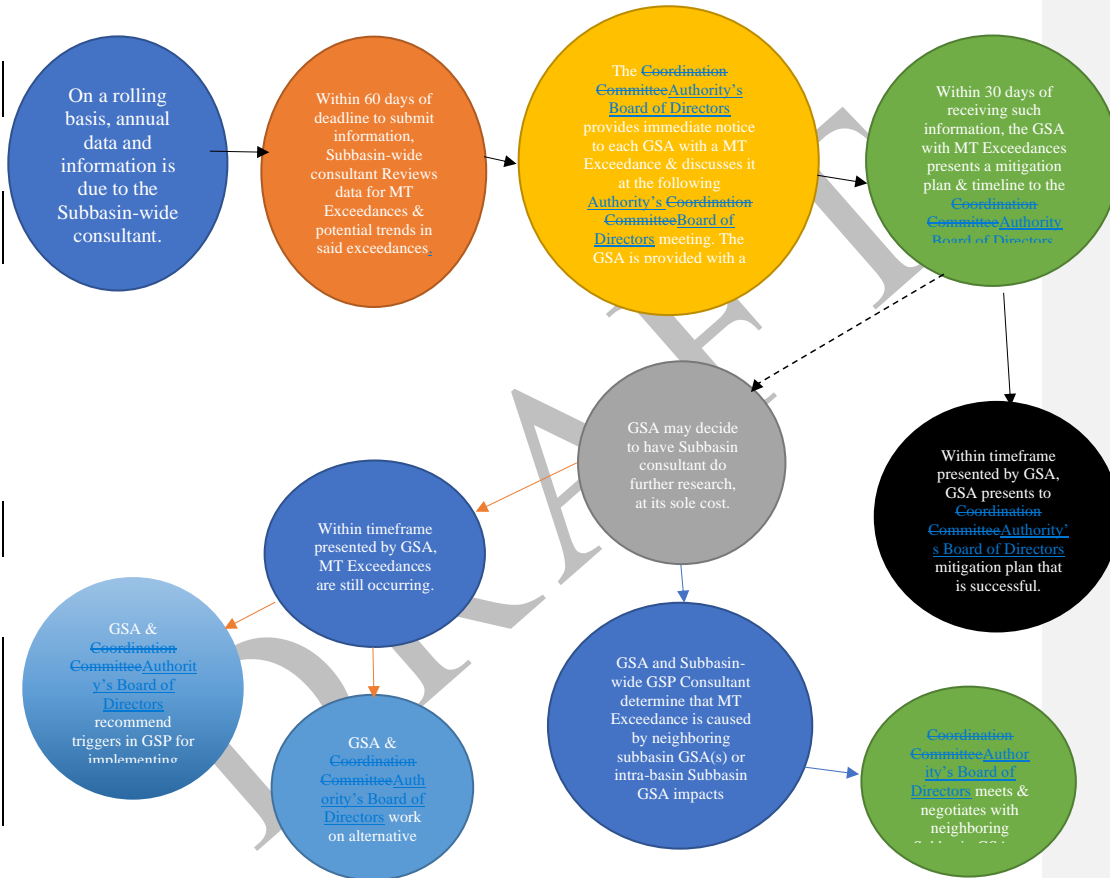 On a rolling
basis, annual
data and
information is
due to the
Subbasin-wide
consultant.
Within 60 days of
deadline to submit
information,
Subbasin-wide
consultant Reviews
data for MT
Exceedances &
potential trends in
said exceedances.
The Coordination
CommitteeAuthority's
Board of Directors
provides immediate notice
to each GSA with a MT
Exceedance & discusses it
at the following
Authority's Coordination
CommitteeBoard of
Directors meeting. The
GSA is provided with a
Within 30 days of
receiving such
information, the GSA
with MT Exceedances
presents a mitigation
plan & timeline to the
Coordination
CommitteeAuthority
Board of Directors
GSA may decide
to have Subbasin
consultant do
further research,
at its sole cost.
Within timeframe
presented by GSA,
GSA presents to
Coordination
CommitteeAuthority'
s Board of Directors
mitigation plan that
is successful.
Within timeframe
presented by GSA,
MT Exceedances
are still occurring.
GSA &
Coordination
CommitteeAuthorit
y's Board of
Directors
recommend
triggers in GSP for
implementing
GSA &
Coordination
CommitteeAuth
ority's Board of
Directors work
on alternative
GSA and Subbasin-
wide GSP Consultant
determine that MT
Exceedance is caused
by neighboring
subbasin GSA(s) or
intra-basin Subbasin
GSA impacts
Coordination
CommitteeAuthor
ity's Board of
Directors meets &
negotiates with
neighboring
DRAFT